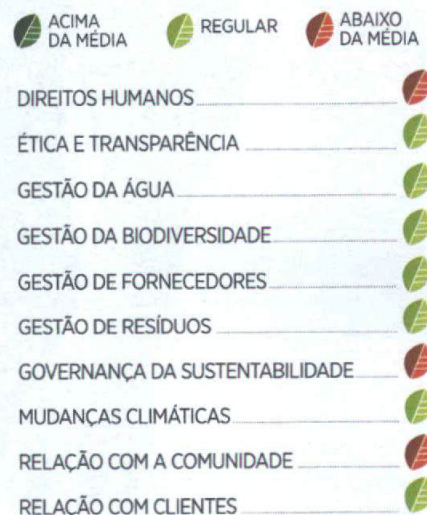 ACIMA
DA MÉDIA
REGULAR
ABAIXO
DA MÉDIA
DIREITOS HUMANOS
ÉTICA E TRANSPARÊNCIA
GESTÃO DA ÁGUA
GESTÃO DA BIODIVERSIDADE
GESTÃO DE FORNECEDORES
GESTÃO DE RESÍDUOS
GOVERNANÇA DA SUSTENTABILIDADE
MUDANÇAS CLIMÁTICAS
RELAÇÃO COM A COMUNIDADE
RELAÇÃO COM CLIENTES